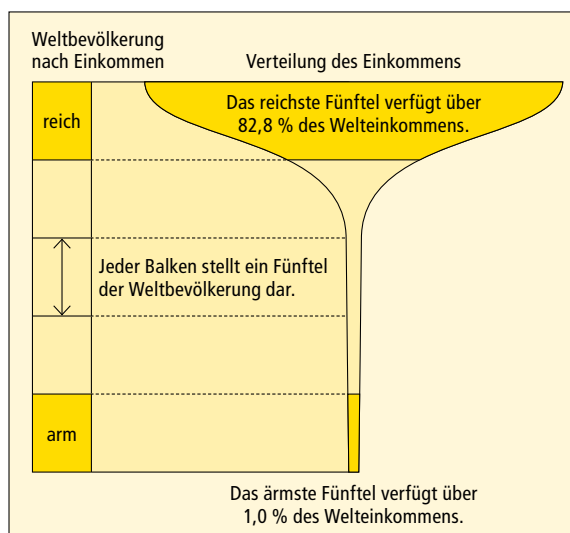 Weltbevölkerung
nach Einkommen
Verteilung des Einkommens
reich
Das reichste Fünftel verfügt über
82,8 % des Welteinkommens.
Jeder Balken stellt ein Fünftel
der Weltbevölkerung dar.
arm
Das ärmste Fünftel verfügt über
1,0 % des Welteinkommens.